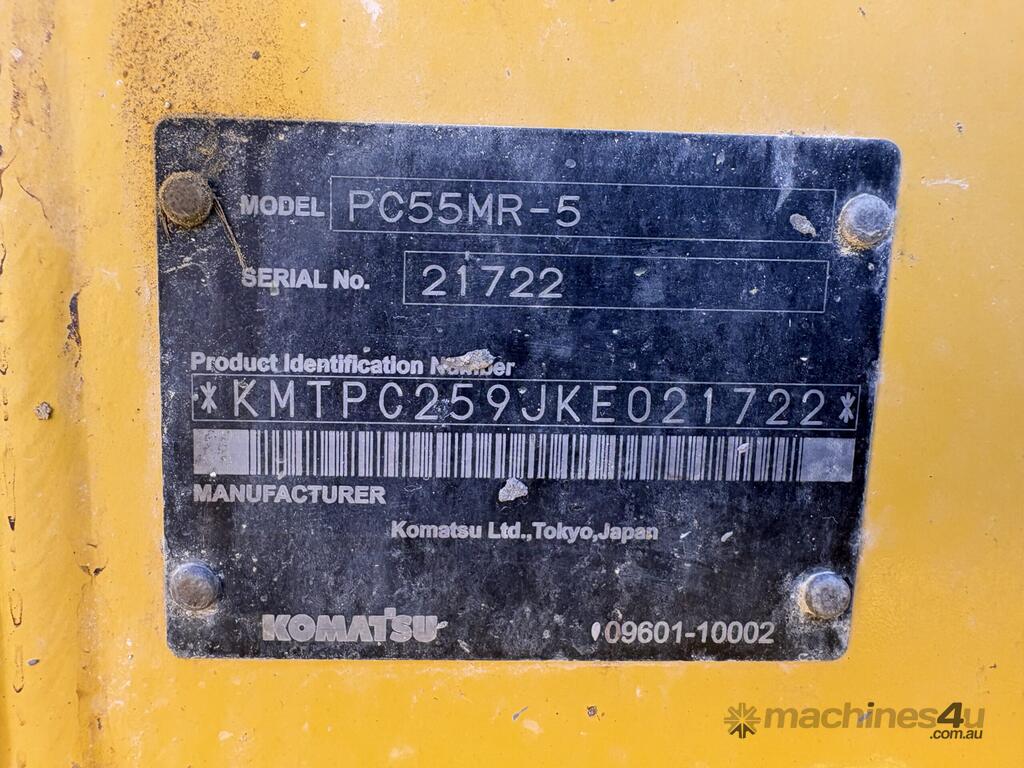 MODEL PC55MR-5
SERIAL No. 21722
Product Identification Number
*KMTPC259JKE021722*
MANUFACTURER
Komatsu Ltd.,Tokyo,Japan
KOMATSU 09601-10002
machines4u
.com.au